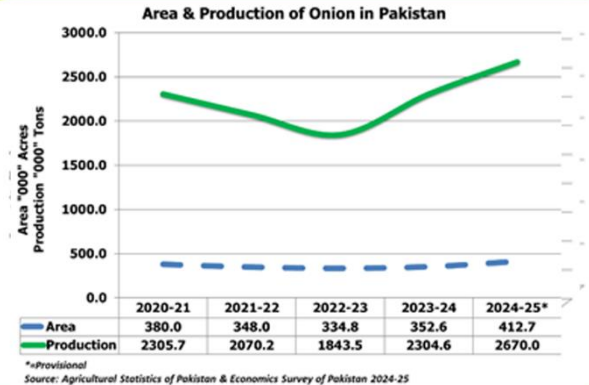 Area & Production of Onion in Pakistan
Area "000" Acres
Production "000" Tons
3000.0
2500.0
2000.0
1500.0
1000.0
500.0
0.0
2020-21 2021-22 2022-23 2023-24 2024-25*
Area 380.0 348.0 334.8 352.6 412.7
Production 2305.7 2070.2 1843.5 2304.6 2670.0
*=Provisional
Source: Agricultural Statistics of Pakistan & Economics Survey of Pakistan 2024-25